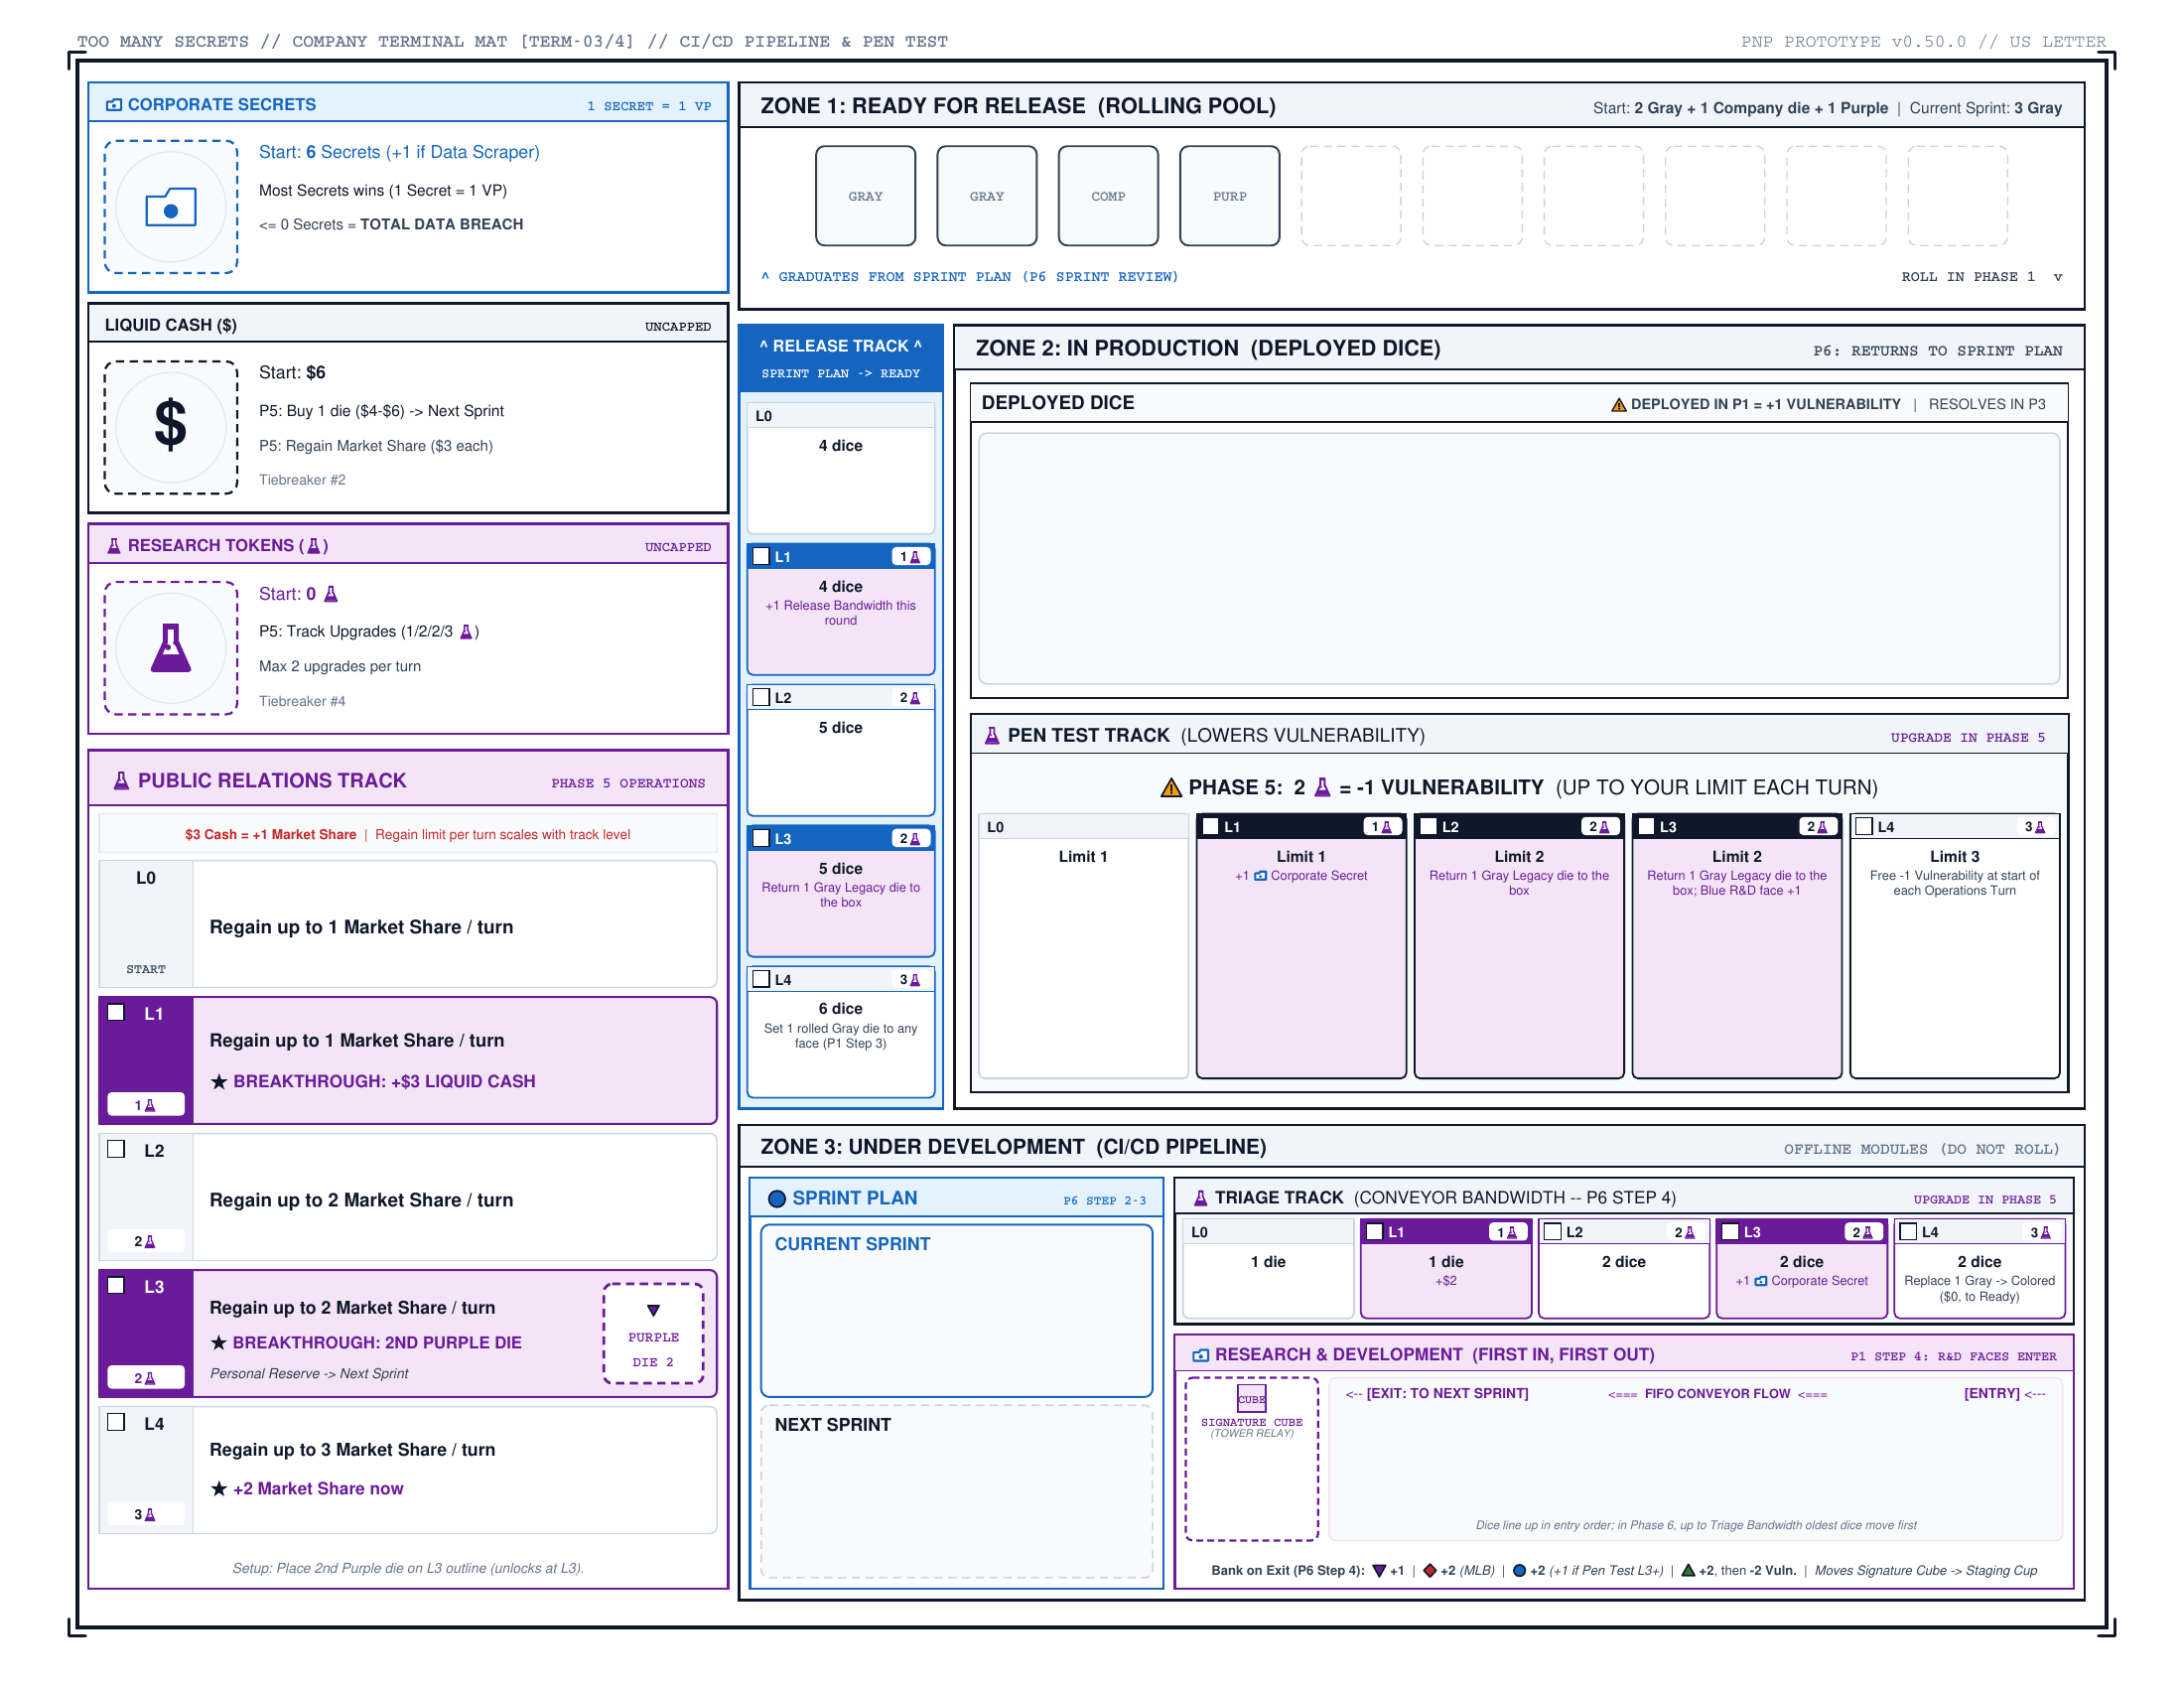 TOO MANY SECRETS // COMPANY TERMINAL MAT [TERM-03/4] // CI/CD PIPELINE & PEN TEST
PNP PROTOTYPE v0.50.0 // US LETTER
CORPORATE SECRETS
1 SECRET = 1 VP
Start: 6 Secrets (+1 if Data Scraper)
Most Secrets wins (1 Secret = 1 VP)
<= 0 Secrets = TOTAL DATA BREACH
LIQUID CASH ($)
UNCAPPED
$
Start: $6
P5: Buy 1 die ($4-$6) -> Next Sprint
P5: Regain Market Share ($3 each)
Tiebreaker #2
RESEARCH TOKENS ( )
UNCAPPED
Start: 0
P5: Track Upgrades (1/2/2/3 )
Max 2 upgrades per turn
Tiebreaker #4
PUBLIC RELATIONS TRACK
PHASE 5 OPERATIONS
$3 Cash = +1 Market Share | Regain limit per turn scales with track level
L0
START
Regain up to 1 Market Share / turn
L1
1
Regain up to 1 Market Share / turn
★ BREAKTHROUGH: +$3 LIQUID CASH
L2
2
Regain up to 2 Market Share / turn
L3
2
Regain up to 2 Market Share / turn
★ BREAKTHROUGH: 2ND PURPLE DIE
Personal Reserve -> Next Sprint
PURPLE
DIE 2
L4
3
Regain up to 3 Market Share / turn
★ +2 Market Share now
Setup: Place 2nd Purple die on L3 outline (unlocks at L3).
ZONE 1: READY FOR RELEASE (ROLLING POOL)
Start: 2 Gray + 1 Company die + 1 Purple | Current Sprint: 3 Gray
GRAY
GRAY
COMP
PURP
^ GRADUATES FROM SPRINT PLAN (P6 SPRINT REVIEW)
ROLL IN PHASE 1 v
^ RELEASE TRACK ^
SPRINT PLAN -> READY
L0
4 dice
L1
1
4 dice
+1 Release Bandwidth this
round
L2
2
5 dice
L3
2
5 dice
Return 1 Gray Legacy die to
the box
L4
3
6 dice
Set 1 rolled Gray die to any
face (P1 Step 3)
ZONE 2: IN PRODUCTION (DEPLOYED DICE)
P6: RETURNS TO SPRINT PLAN
DEPLOYED DICE
DEPLOYED IN P1 = +1 VULNERABILITY | RESOLVES IN P3
PEN TEST TRACK (LOWERS VULNERABILITY)
UPGRADE IN PHASE 5
PHASE 5: 2 = -1 VULNERABILITY (UP TO YOUR LIMIT EACH TURN)
L0
Limit 1
L1
1
Limit 1
+1 Corporate Secret
L2
2
Limit 2
Return 1 Gray Legacy die to the
box
L3
2
Limit 2
Return 1 Gray Legacy die to the
box; Blue R&D face +1
L4
3
Limit 3
Free -1 Vulnerability at start of
each Operations Turn
ZONE 3: UNDER DEVELOPMENT (CI/CD PIPELINE)
OFFLINE MODULES (DO NOT ROLL)
SPRINT PLAN
P6 STEP 2-3
CURRENT SPRINT
NEXT SPRINT
TRIAGE TRACK (CONVEYOR BANDWIDTH -- P6 STEP 4)
UPGRADE IN PHASE 5
L0
1 die
L1
1
1 die
+$2
L2
2
2 dice
L3
2
2 dice
+1 Corporate Secret
L4
3
2 dice
Replace 1 Gray -> Colored
($0, to Ready)
RESEARCH & DEVELOPMENT (FIRST IN, FIRST OUT)
P1 STEP 4: R&D FACES ENTER
CUBE
SIGNATURE CUBE
(TOWER RELAY)
<-- [EXIT: TO NEXT SPRINT]
<=== FIFO CONVEYOR FLOW <===
[ENTRY] <---
Dice line up in entry order; in Phase 6, up to Triage Bandwidth oldest dice move first
Bank on Exit (P6 Step 4): +1 | +2 (MLB) | +2 (+1 if Pen Test L3+) | +2, then -2 Vuln. | Moves Signature Cube -> Staging Cup